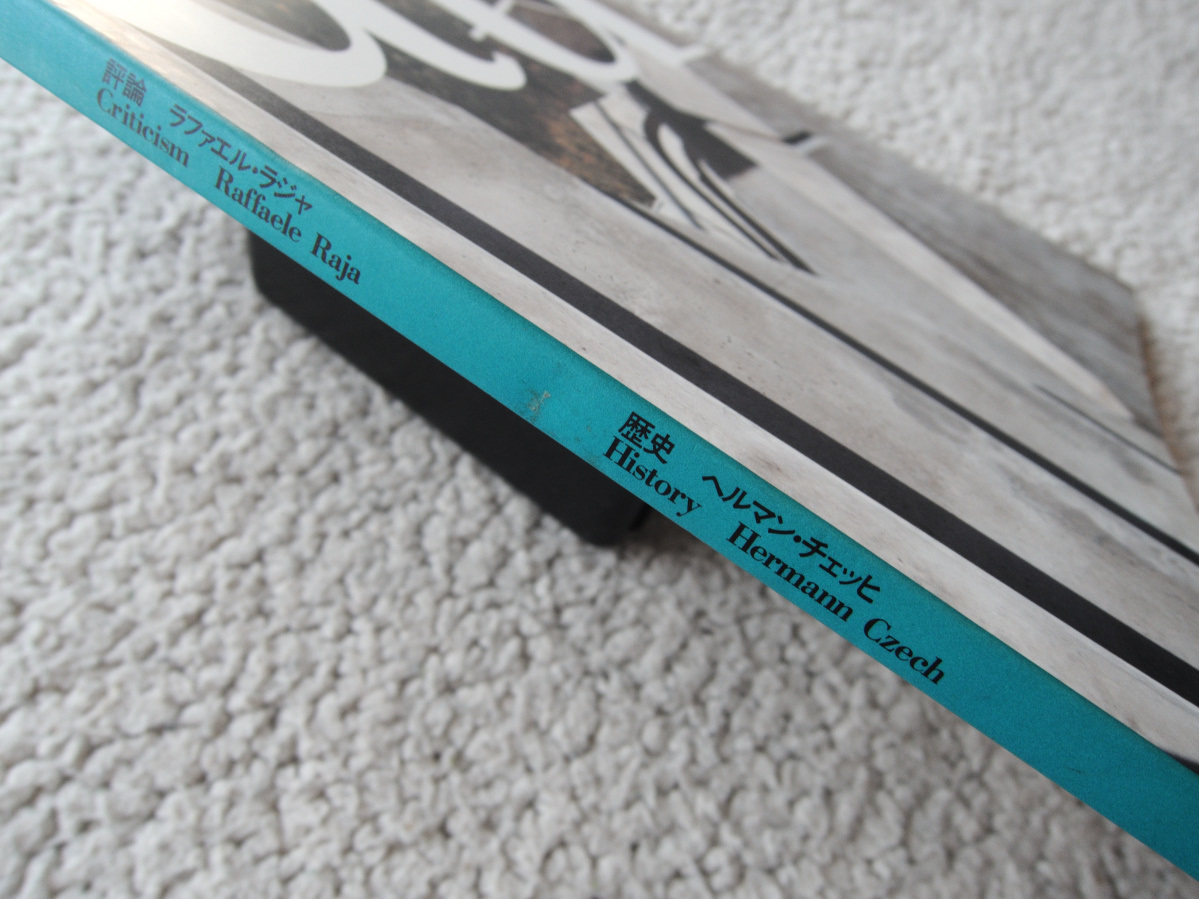 評論 ラファエル・ラジャ
Criticism Raffaele Raja
歴史 ヘルマン・チェッヒ
History Hermann Czech